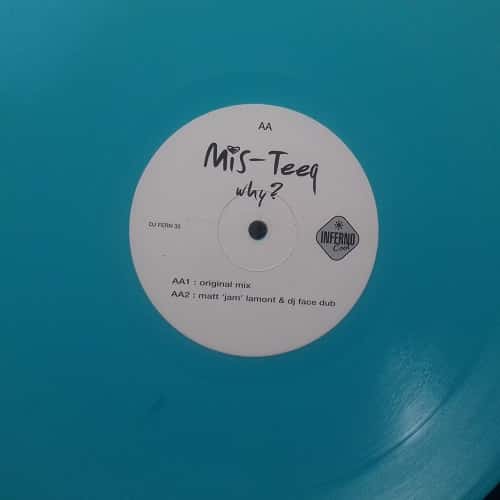 AA
Mis-Teeq
why?
DJ FERN 35
INFERNO
Cool
AA1 : original mix
AA2 : matt 'jam' lamont & dj face dub